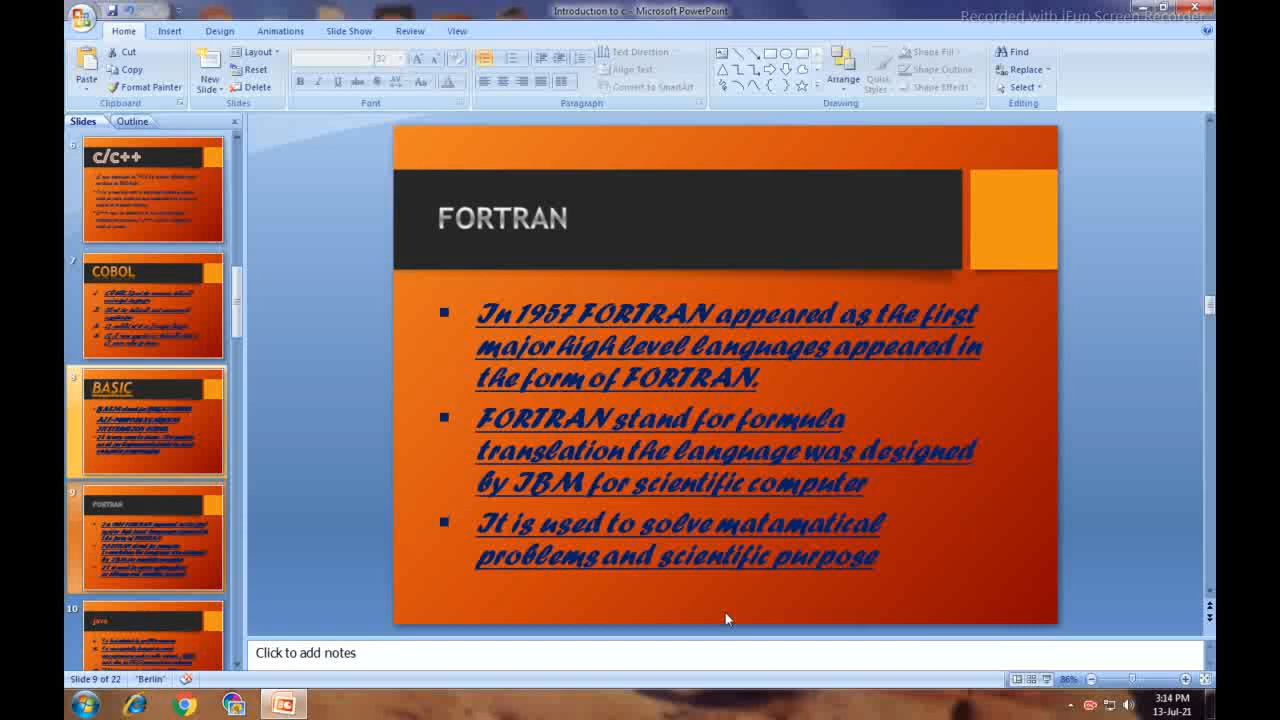 Introduction to c - Microsoft PowerPoint
Recorded with iFun Screen Recorder
Home Insert Design Animations Slide Show Review View
Cut
Copy
Format Painter
Paste
Clipboard
New Slide
Layout
Reset
Delete
Slides
32
Font
Text Direction
Align Text
Convert to SmartArt
Paragraph
Arrange
Quick Styles
Shape Fill
Shape Outline
Shape Effects
Drawing
Find
Replace
Select
Editing
Slides Outline
6
c/c++
7
COBOL
8
BASIC
9
FORTRAN
10
java
FORTRAN
In 1957 FORTRAN appeared as the first
major high level languages appeared in
the form of FORTRAN.
FORTRAN stand for formula
translation the language was designed
by IBM for scientific computer
It is used to solve matamatical
problems and scientific purpose
Click to add notes
Slide 9 of 22 "Berlin" 86%
3:14 PM
13-Jul-21